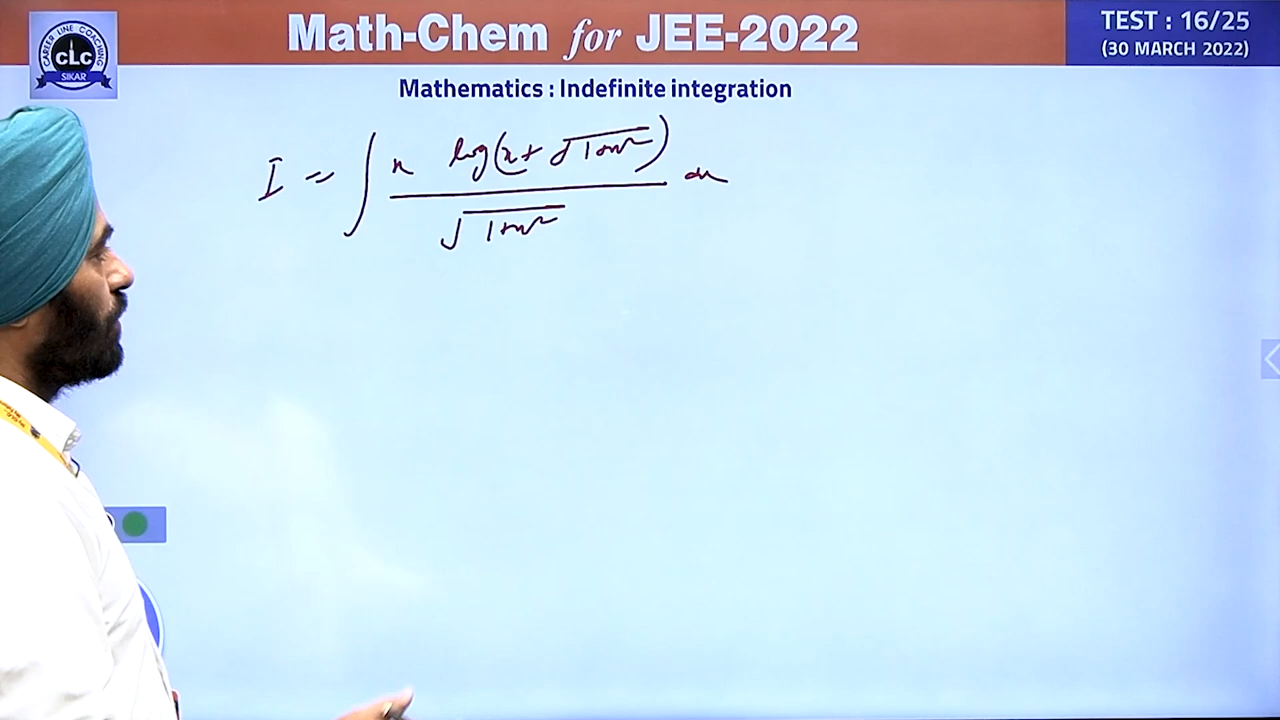 Math-Chem for JEE-2022
TEST : 16/25
(30 MARCH 2022)
CAREER LINE COACHING
CLC
SIKAR
Mathematics : Indefinite integration
I = ∫ x log(x + √1+x²) / √1+x² dx